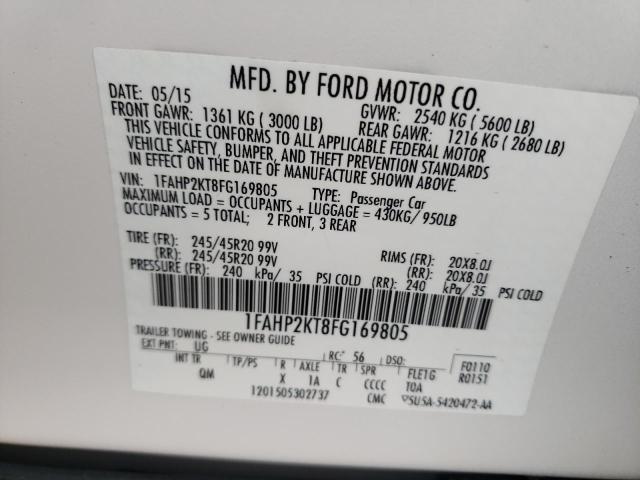 MFD. BY FORD MOTOR CO.
DATE: 05/15 GVWR: 2540 KG ( 5600 LB)
FRONT GAWR: 1361 KG ( 3000 LB) REAR GAWR: 1216 KG ( 2680 LB)
THIS VEHICLE CONFORMS TO ALL APPLICABLE FEDERAL MOTOR
VEHICLE SAFETY, BUMPER, AND THEFT PREVENTION STANDARDS
IN EFFECT ON THE DATE OF MANUFACTURE SHOWN ABOVE.
VIN: 1FAHP2KT8FG169805 TYPE: Passenger Car
MAXIMUM LOAD = OCCUPANTS + LUGGAGE = 430KG/ 950LB
OCCUPANTS = 5 TOTAL; 2 FRONT, 3 REAR
TIRE (FR): 245/45R20 99V RIMS (FR): 20X8.0J
(RR): 245/45R20 99V (RR): 20X8.0J
PRESSURE (FR): 240 kPa/ 35 PSI COLD (RR): 240 kPa/ 35 PSI COLD
1FAHP2KT8FG169805
TRAILER TOWING - SEE OWNER GUIDE
EXT PNT: UG RC: 56 DSO: F0110
INT TR TP/PS R AXLE TR SPR FLE1G R0151
QM X 1A C CCCC TOA
1201505302737 CMC 5U5A-5420472-AA